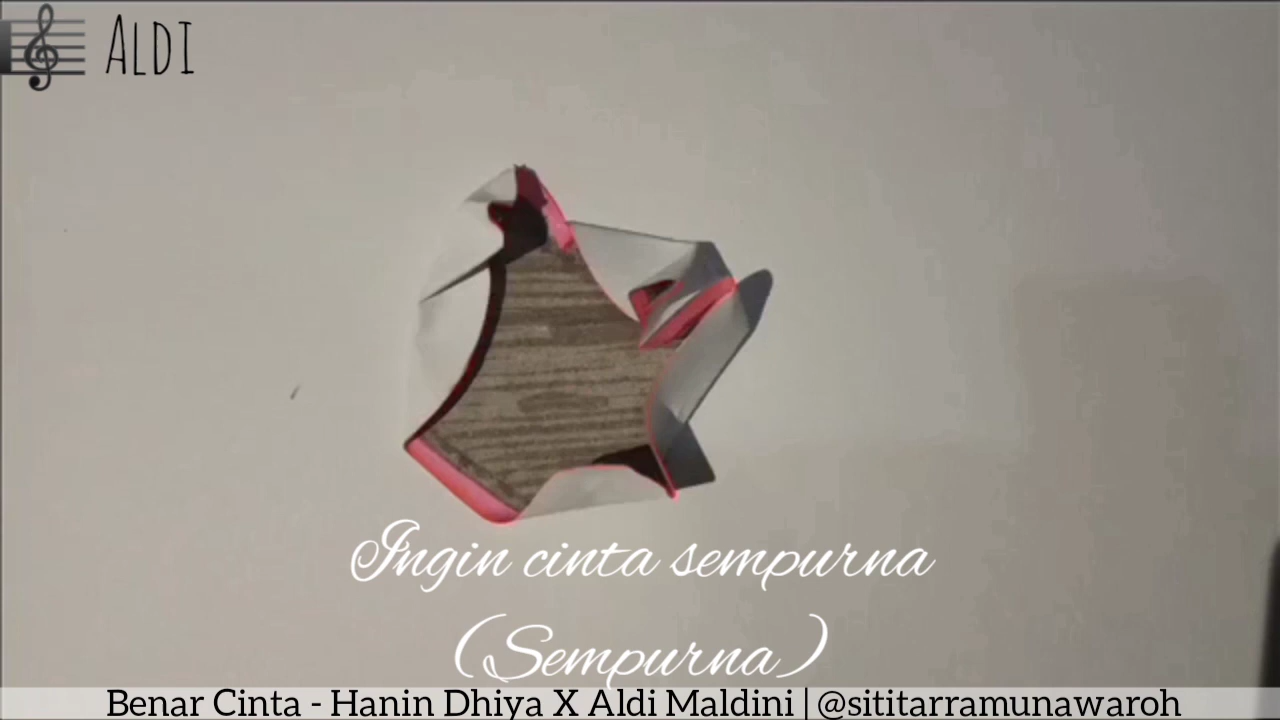 ALDI
Ingin cinta sempurna
(Sempurna)
Benar Cinta - Hanin Dhiya X Aldi Maldini | @sititarramunawaroh